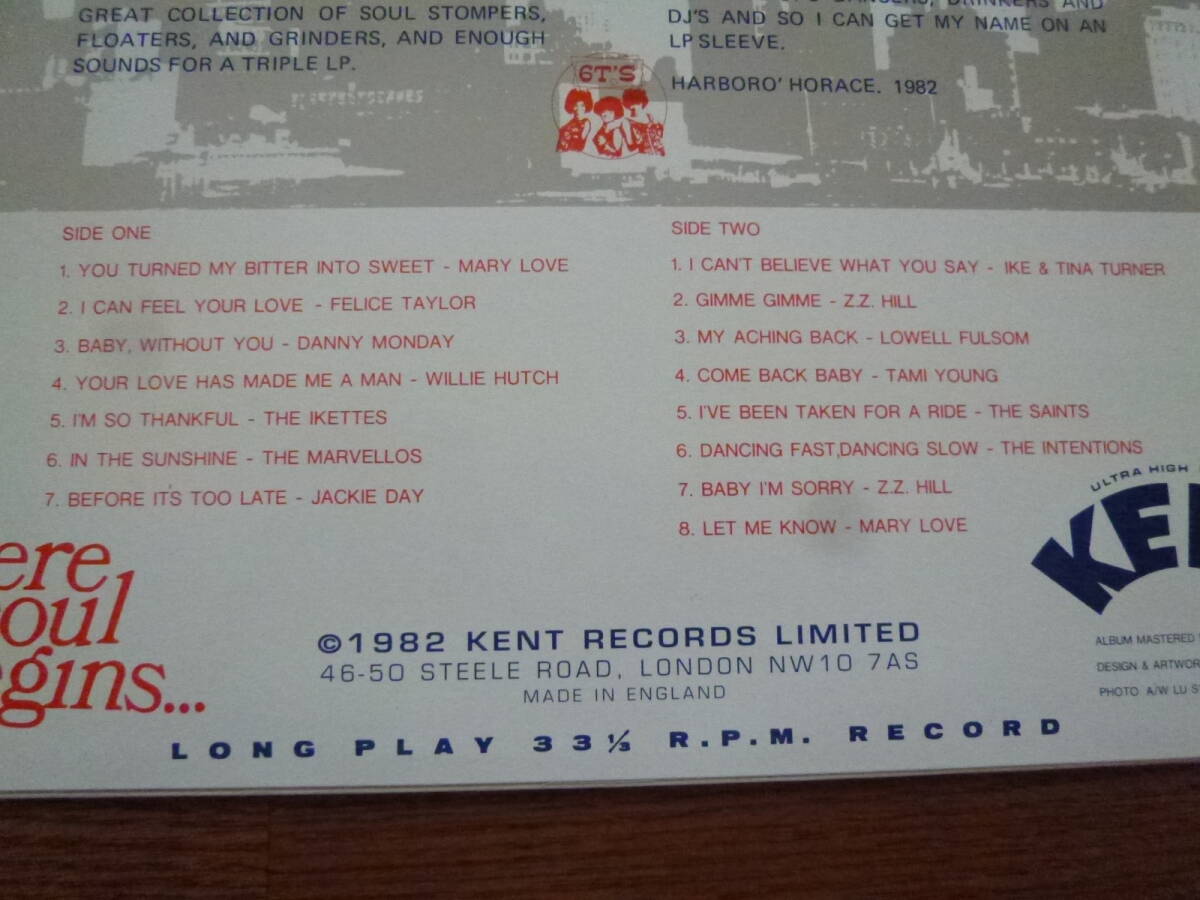 GREAT COLLECTION OF SOUL STOMPERS,
FLOATERS, AND GRINDERS, AND ENOUGH
SOUNDS FOR A TRIPLE LP.
DANCERS, DRINKERS AND
DJ'S AND SO I CAN GET MY NAME ON AN
LP SLEEVE.
HARBORO' HORACE. 1982
6T'S
SIDE ONE
1. YOU TURNED MY BITTER INTO SWEET - MARY LOVE
2. I CAN FEEL YOUR LOVE - FELICE TAYLOR
3. BABY, WITHOUT YOU - DANNY MONDAY
4. YOUR LOVE HAS MADE ME A MAN - WILLIE HUTCH
5. I'M SO THANKFUL - THE IKETTES
6. IN THE SUNSHINE - THE MARVELLOS
7. BEFORE IT'S TOO LATE - JACKIE DAY
SIDE TWO
1. I CAN'T BELIEVE WHAT YOU SAY - IKE & TINA TURNER
2. GIMME GIMME - Z.Z. HILL
3. MY ACHING BACK - LOWELL FULSOM
4. COME BACK BABY - TAMI YOUNG
5. I'VE BEEN TAKEN FOR A RIDE - THE SAINTS
6. DANCING FAST,DANCING SLOW - THE INTENTIONS
7. BABY I'M SORRY - Z.Z. HILL
8. LET ME KNOW - MARY LOVE
ere
soul
egins...
ULTRA HIGH
KE
©1982 KENT RECORDS LIMITED
46-50 STEELE ROAD, LONDON NW10 7AS
MADE IN ENGLAND
ALBUM MASTERED
DESIGN & ARTWOR
PHOTO A/W LU S
LONG PLAY 33⅓ R.P.M. RECORD